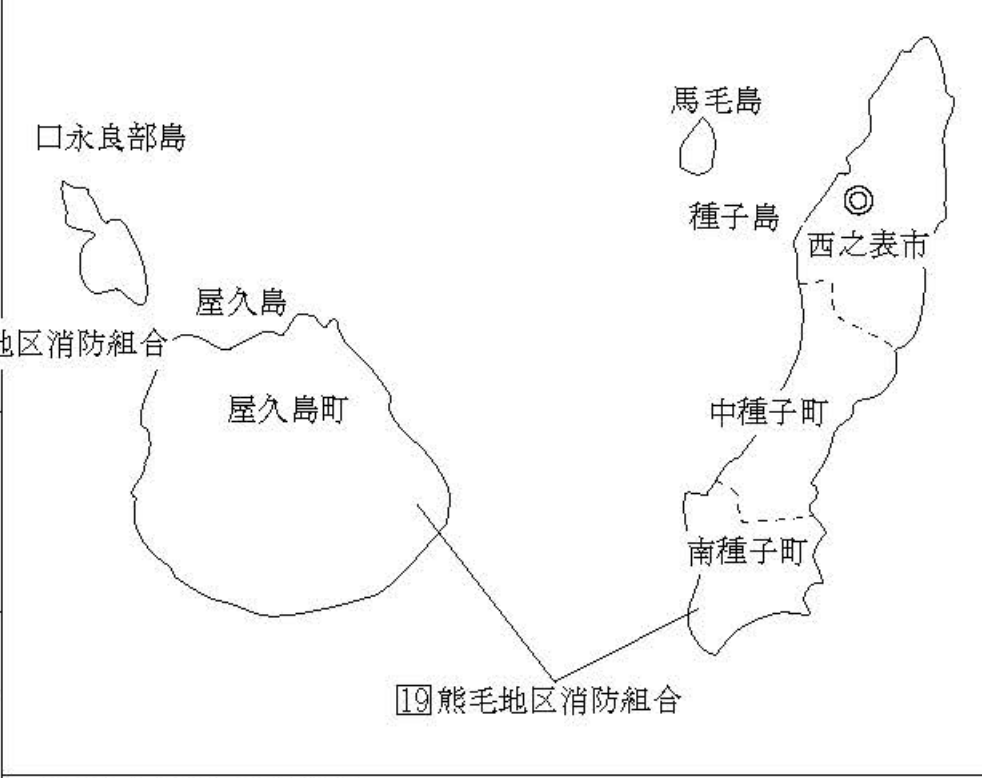 馬毛島
口永良部島
種子島
西之表市
屋久島
地区消防組合
屋久島町
中種子町
南種子町
19熊毛地区消防組合